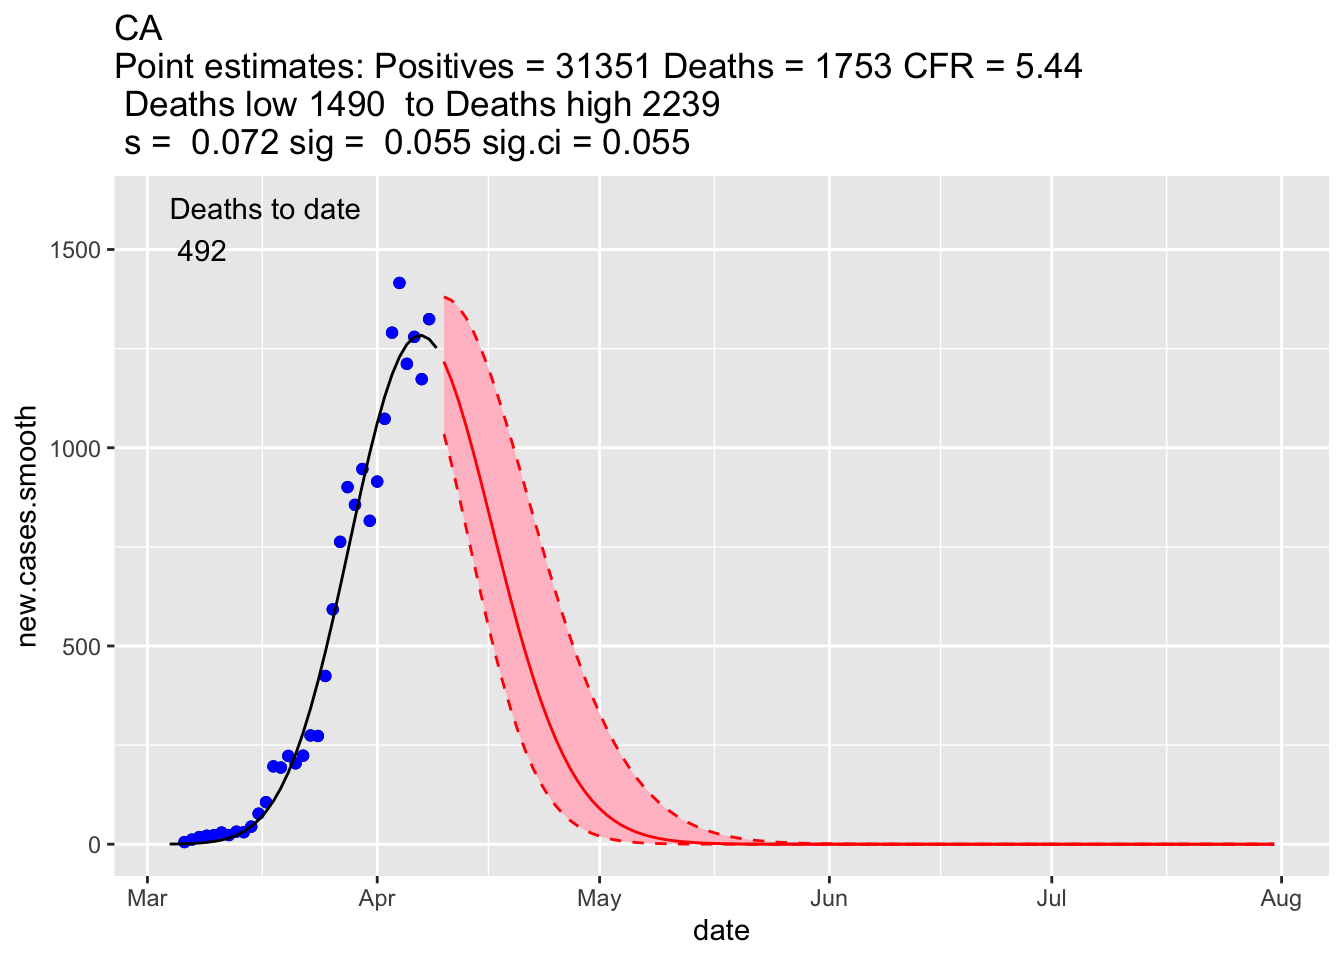 CA
Point estimates: Positives = 31351 Deaths = 1753 CFR = 5.44
Deaths low 1490  to Deaths high 2239
s =  0.072 sig =  0.055 sig.ci = 0.055
Deaths to date
492
1500
1000
500
0
new.cases.smooth
Mar Apr May Jun Jul Aug
date